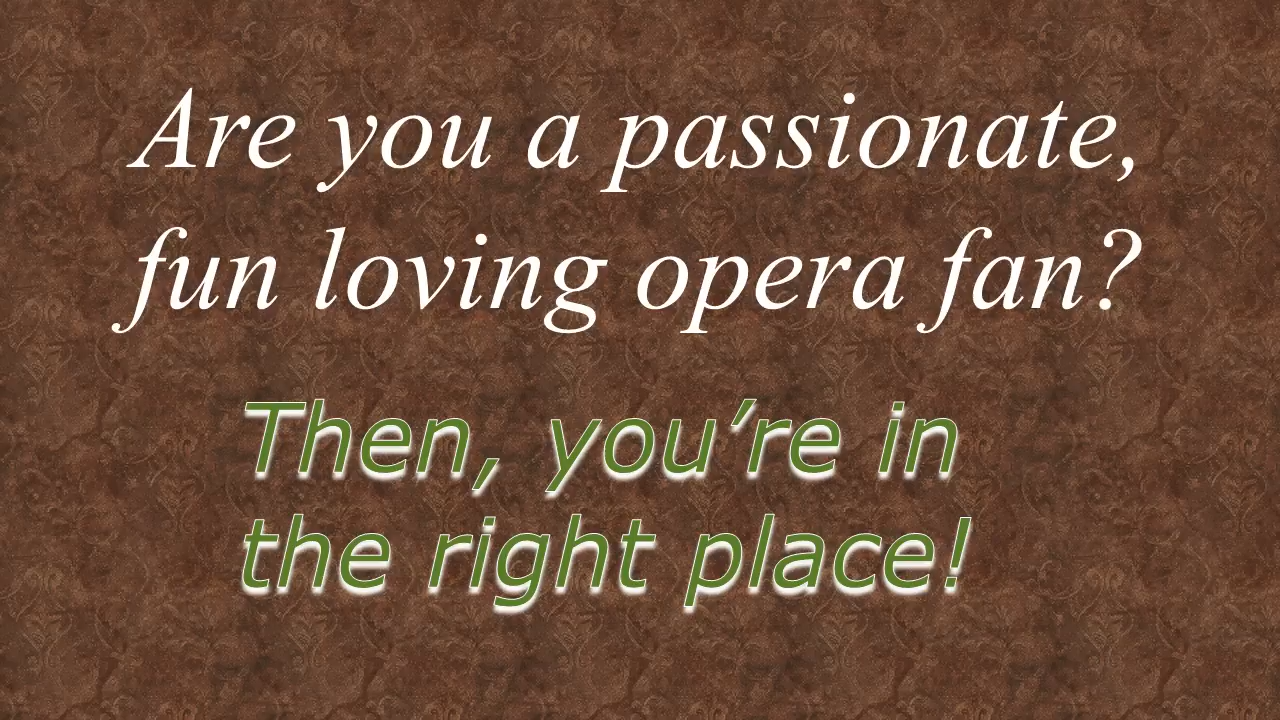 Are you a passionate,
fun loving opera fan?
Then, you’re in
the right place!